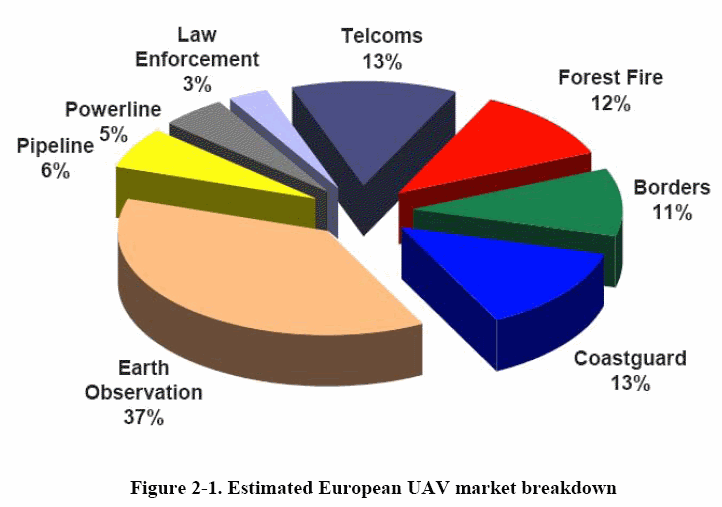 Law
Enforcement
3%
Telcoms
13%
Forest Fire
12%
Powerline
5%
Pipeline
6%
Borders
11%
Coastguard
13%
Earth
Observation
37%
Figure 2-1. Estimated European UAV market breakdown